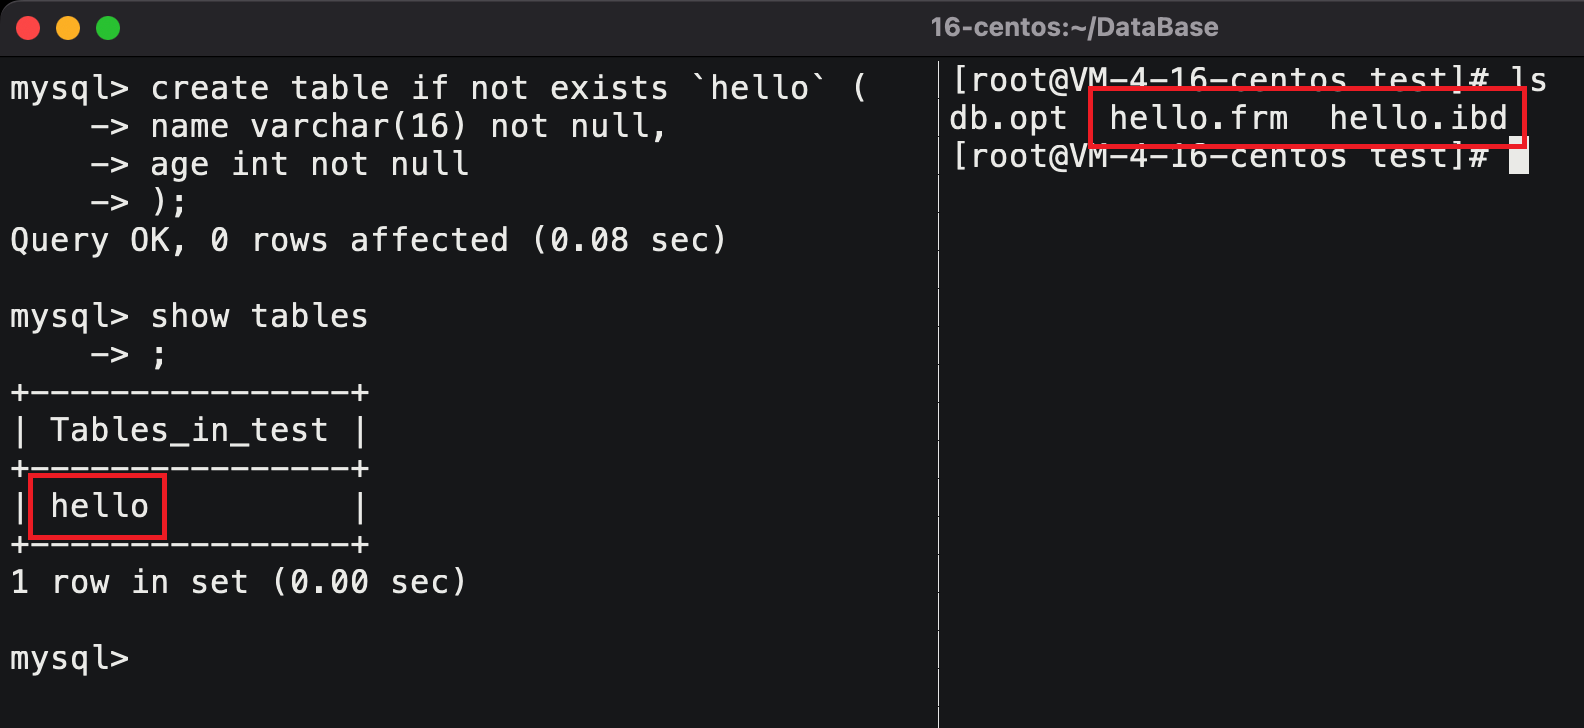 16-centos:~/DataBase
mysql> create table if not exists `hello` (
    -> name varchar(16) not null,
    -> age int not null
    -> );
Query OK, 0 rows affected (0.08 sec)
mysql> show tables
    -> ;
+----------------+
| Tables_in_test |
+----------------+
| hello          |
+----------------+
1 row in set (0.00 sec)
mysql>
[root@VM-4-16-centos test]# ls
db.opt  hello.frm  hello.ibd
[root@VM-4-16-centos test]#